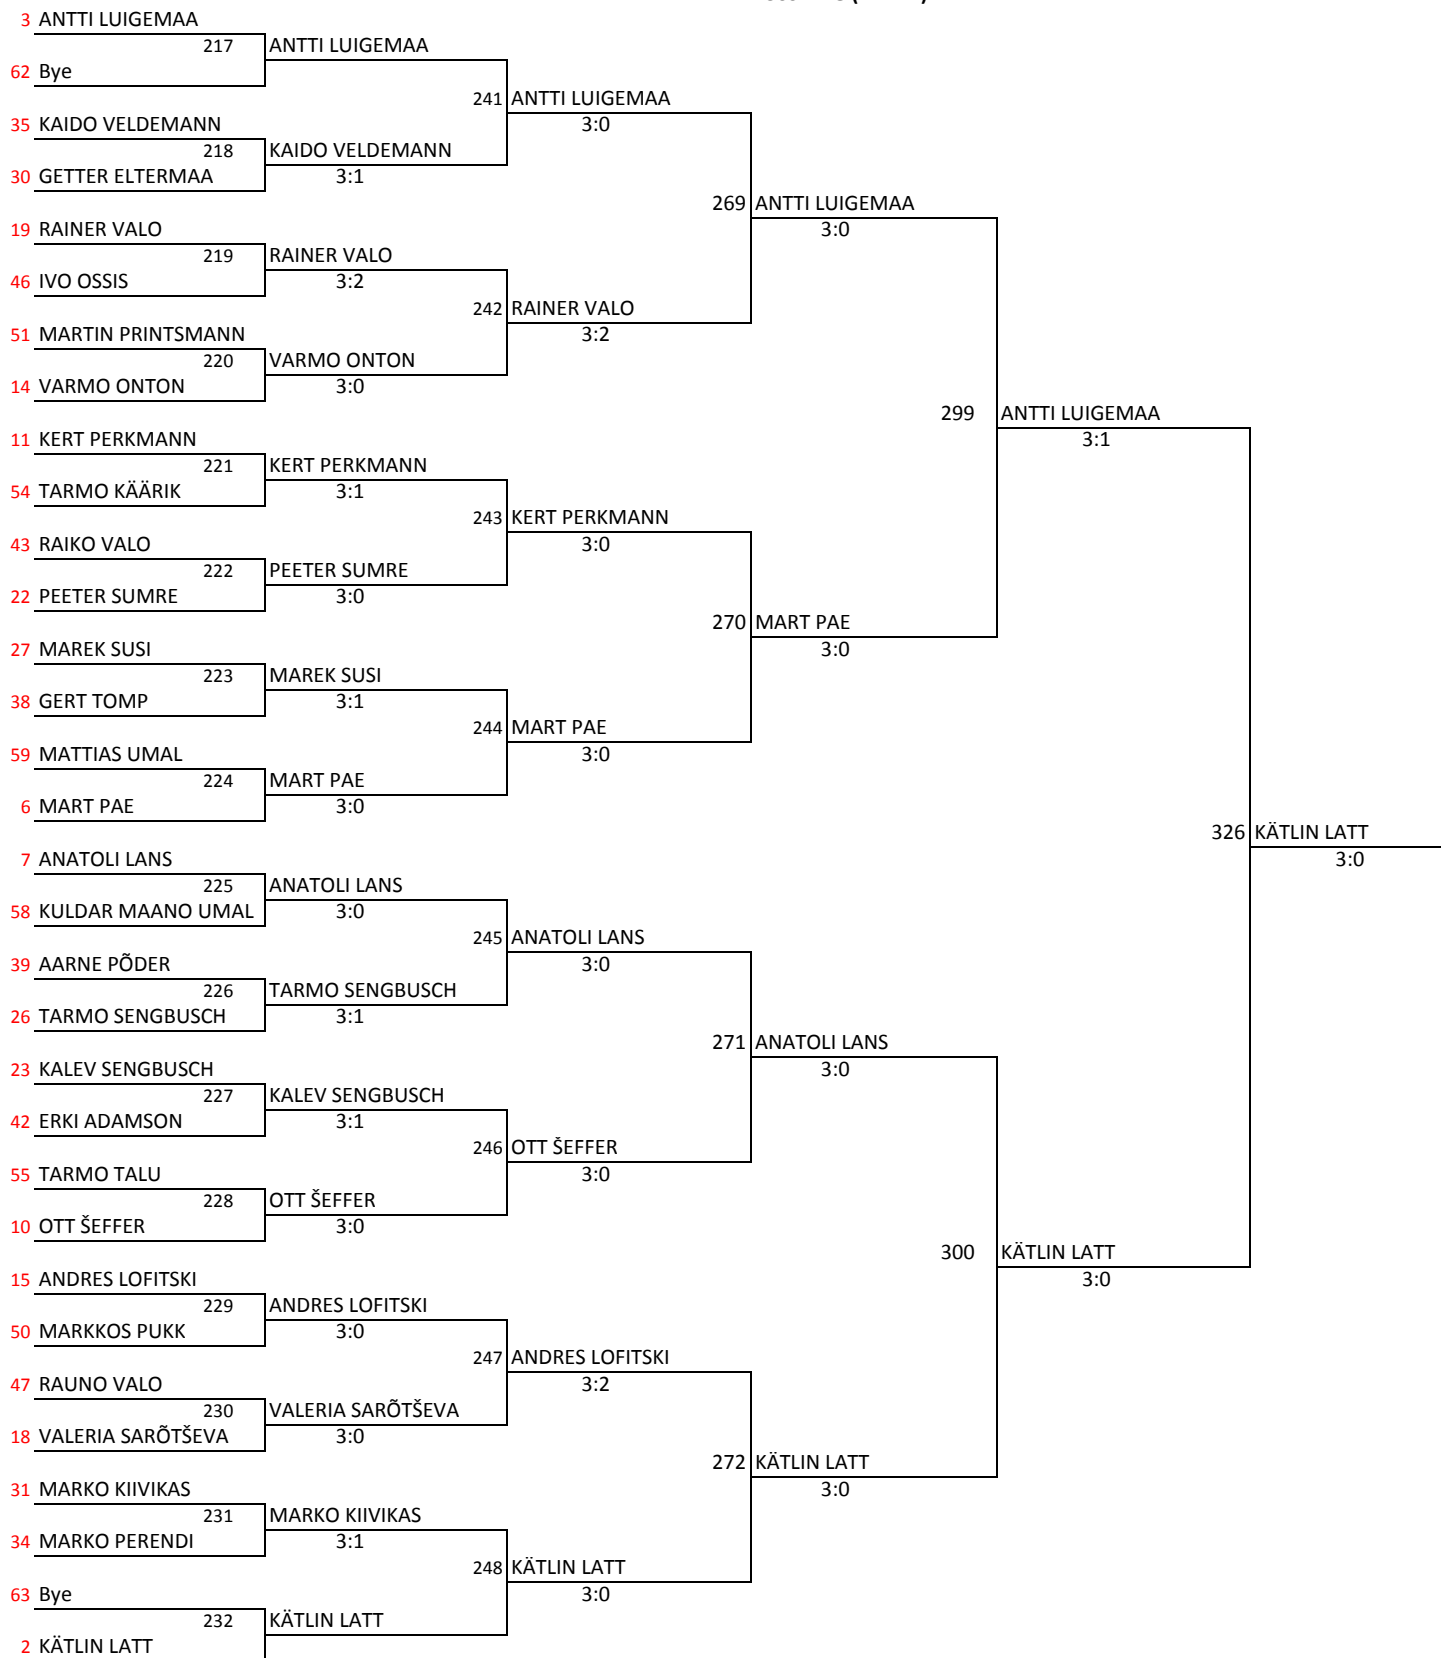 3 ANTTI LUIGEMAA
217 ANTTI LUIGEMAA
62 Bye
241 ANTTI LUIGEMAA
35 KAIDO VELDEMANN 3:0
218 KAIDO VELDEMANN
30 GETTER ELTERMAA 3:1
269 ANTTI LUIGEMAA
19 RAINER VALO 3:0
219 RAINER VALO
46 IVO OSSIS 3:2
242 RAINER VALO
51 MARTIN PRINTSMANN 3:2
220 VARMO ONTON
14 VARMO ONTON 3:0
299 ANTTI LUIGEMAA
11 KERT PERKMANN 3:1
221 KERT PERKMANN
54 TARMO KÄÄRIK 3:1
243 KERT PERKMANN
43 RAIKO VALO 3:0
222 PEETER SUMRE
22 PEETER SUMRE 3:0
270 MART PAE
27 MAREK SUSI 3:0
223 MAREK SUSI
38 GERT TOMP 3:1
244 MART PAE
59 MATTIAS UMAL 3:0
224 MART PAE
6 MART PAE 3:0
326 KÄTLIN LATT
7 ANATOLI LANS 3:0
225 ANATOLI LANS
58 KULDAR MAANO UMAL 3:0
245 ANATOLI LANS
39 AARNE PÕDER 3:0
226 TARMO SENGBUSCH
26 TARMO SENGBUSCH 3:1
271 ANATOLI LANS
23 KALEV SENGBUSCH 3:0
227 KALEV SENGBUSCH
42 ERKI ADAMSON 3:1
246 OTT ŠEFFER
55 TARMO TALU 3:0
228 OTT ŠEFFER
10 OTT ŠEFFER 3:0
300 KÄTLIN LATT
15 ANDRES LOFITSKI 3:0
229 ANDRES LOFITSKI
50 MARKKOS PUKK 3:0
247 ANDRES LOFITSKI
47 RAUNO VALO 3:2
230 VALERIA SARÕTŠEVA
18 VALERIA SARÕTŠEVA 3:0
272 KÄTLIN LATT
31 MARKO KIIVIKAS 3:0
231 MARKO KIIVIKAS
34 MARKO PERENDI 3:1
248 KÄTLIN LATT
63 Bye 3:0
232 KÄTLIN LATT
2 KÄTLIN LATT